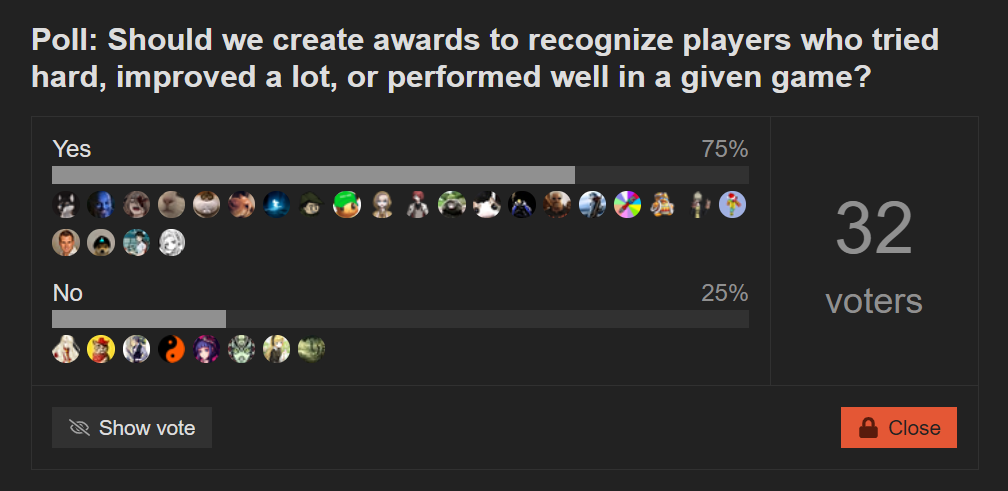 Poll: Should we create awards to recognize players who tried
hard, improved a lot, or performed well in a given game?
Yes
75%
No
25%
32
voters
Show vote
Close